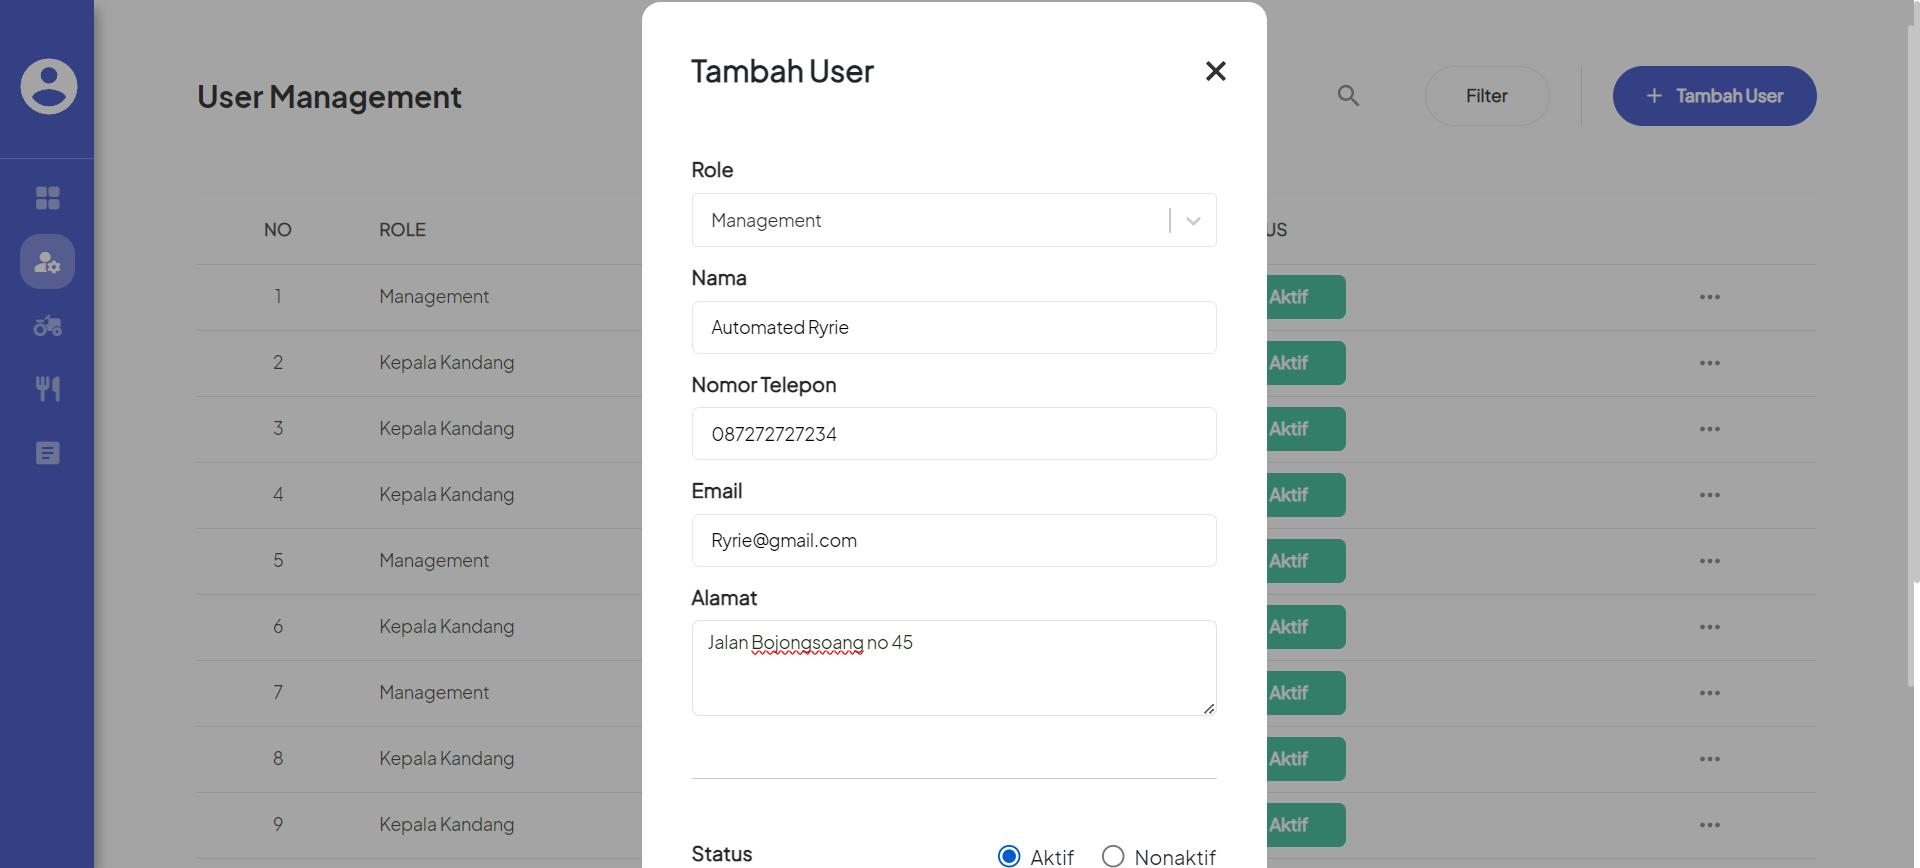 Tambah User
User Management
Filter
+ Tambah User
Role
Management
NO ROLE US
Nama
1 Management Aktif
Automated Ryrie
2 Kepala Kandang Aktif
Nomor Telepon
3 Kepala Kandang Aktif
087272727234
Email
4 Kepala Kandang Aktif
Ryrie@gmail.com
5 Management Aktif
Alamat
6 Kepala Kandang Aktif
Jalan Bojongsoang no 45
7 Management Aktif
8 Kepala Kandang Aktif
9 Kepala Kandang Aktif
Status Aktif Nonaktif